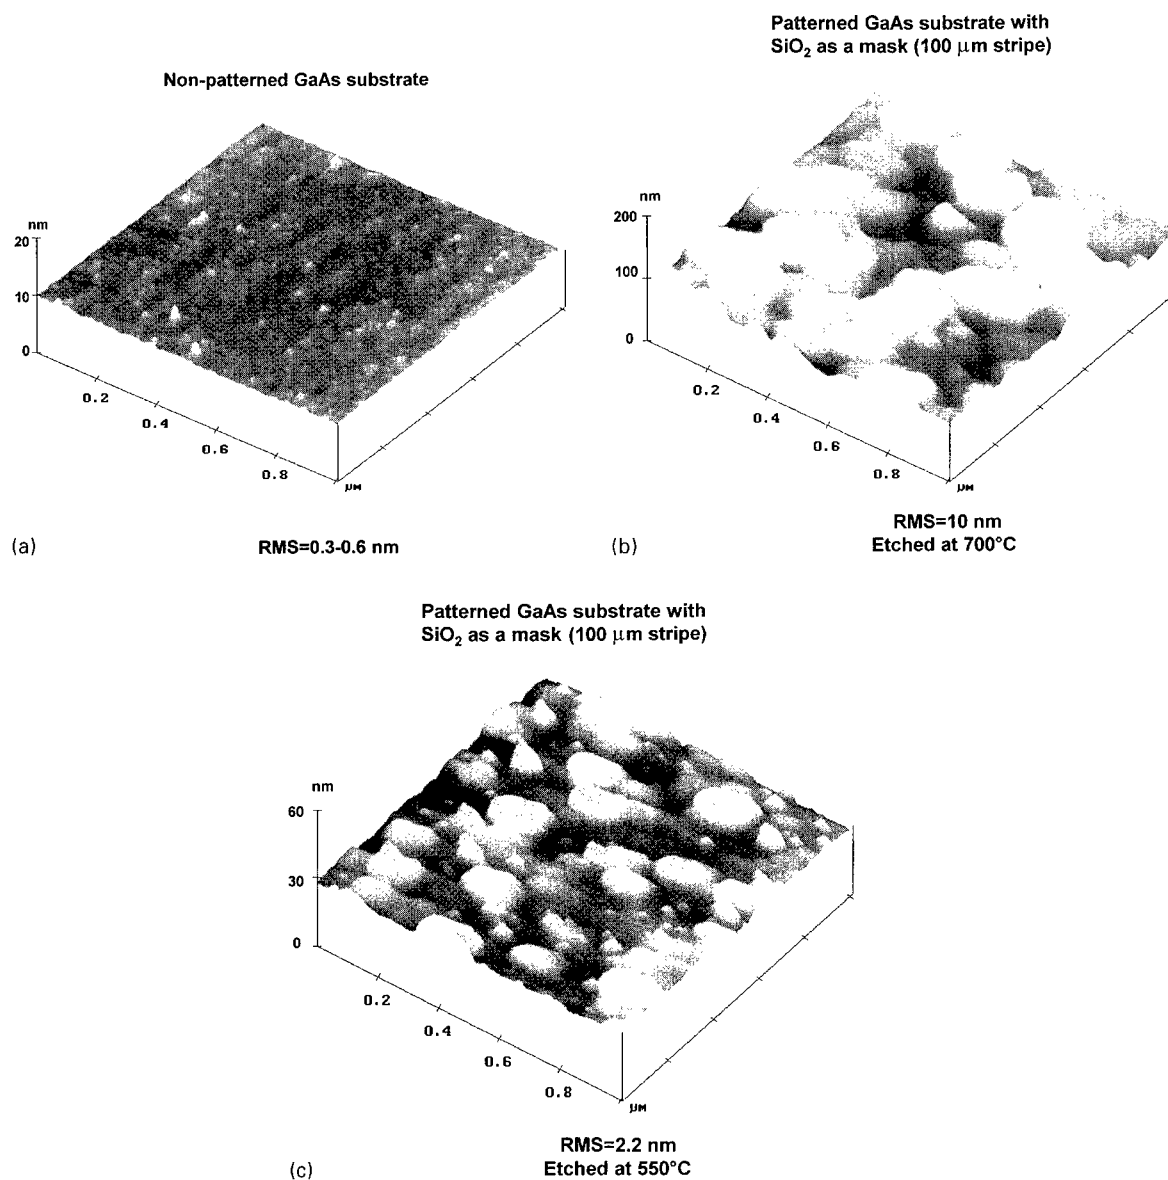 Non-patterned GaAs substrate
nm
20
10
0
0.2
0.4
0.6
0.8
μm
(a)
RMS=0.3-0.6 nm
Patterned GaAs substrate with
SiO₂ as a mask (100 μm stripe)
nm
200
100
0
0.2
0.4
0.6
0.8
μm
(b)
RMS=10 nm
Etched at 700°C
Patterned GaAs substrate with
SiO₂ as a mask (100 μm stripe)
nm
60
30
0
0.2
0.4
0.6
0.8
μm
(c)
RMS=2.2 nm
Etched at 550°C